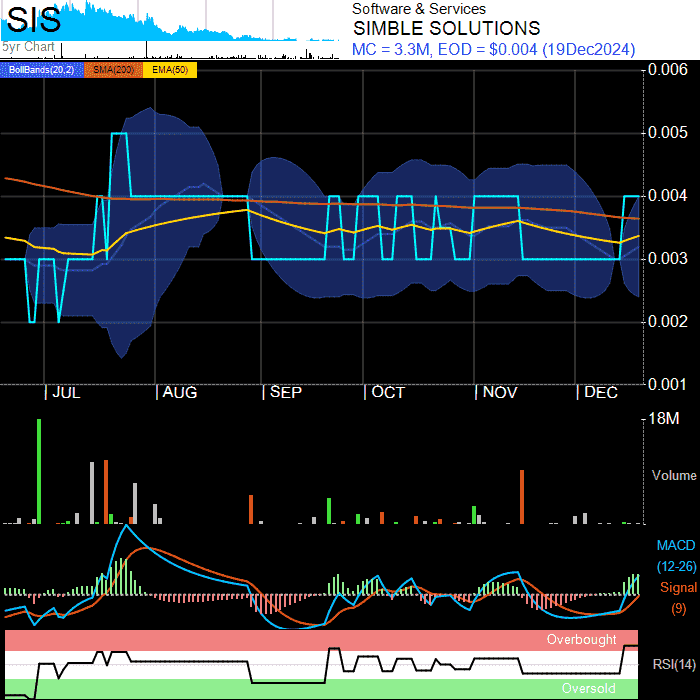 SIS
5yr Chart
Software & Services
SIMBLE SOLUTIONS
MC = 3.3M, EOD = $0.004 (19Dec2024)
BollBands(20,2) SMA(200) EMA(50)
0.006
0.005
0.004
0.003
0.002
0.001
JUL AUG SEP OCT NOV DEC
18M
Volume
MACD
(12-26)
Signal
(9)
Overbought
RSI(14)
Oversold